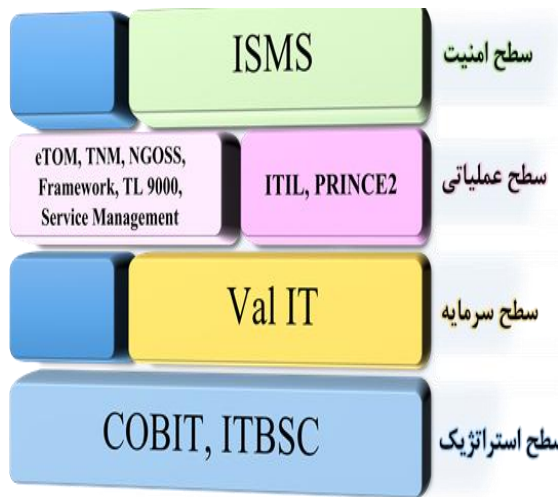 ISMS
سطح امنیت
eTOM, TNM, NGOSS,
Framework, TL 9000,
Service Management
ITIL, PRINCE2
سطح عملیاتی
Val IT
سطح سرمایه
COBIT, ITBSC
سطح استراتژیک